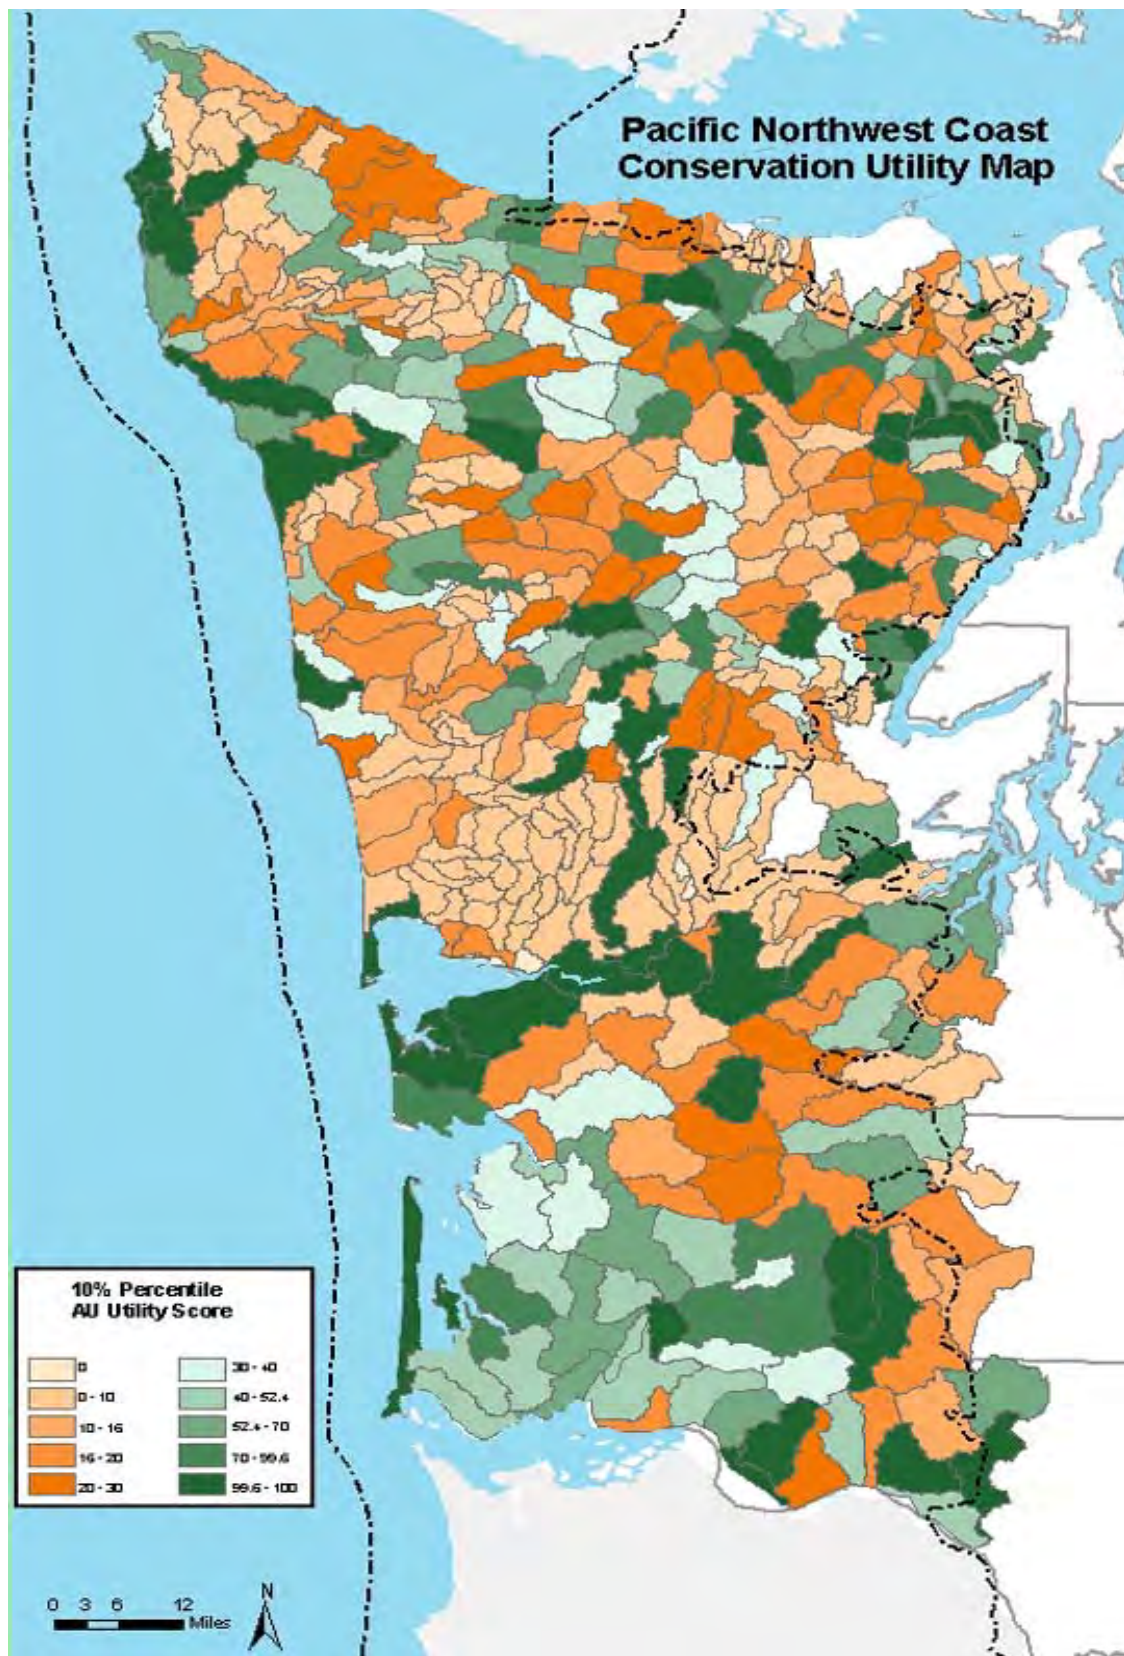 Pacific Northwest Coast
Conservation Utility Map
10% Percentile
AU Utility Score
0
0 - 10
10 - 16
16 - 20
20 - 30
30 - 40
40 - 52.4
52.4 - 70
70 - 99.6
99.6 - 100
N
0 3 6 12
Miles